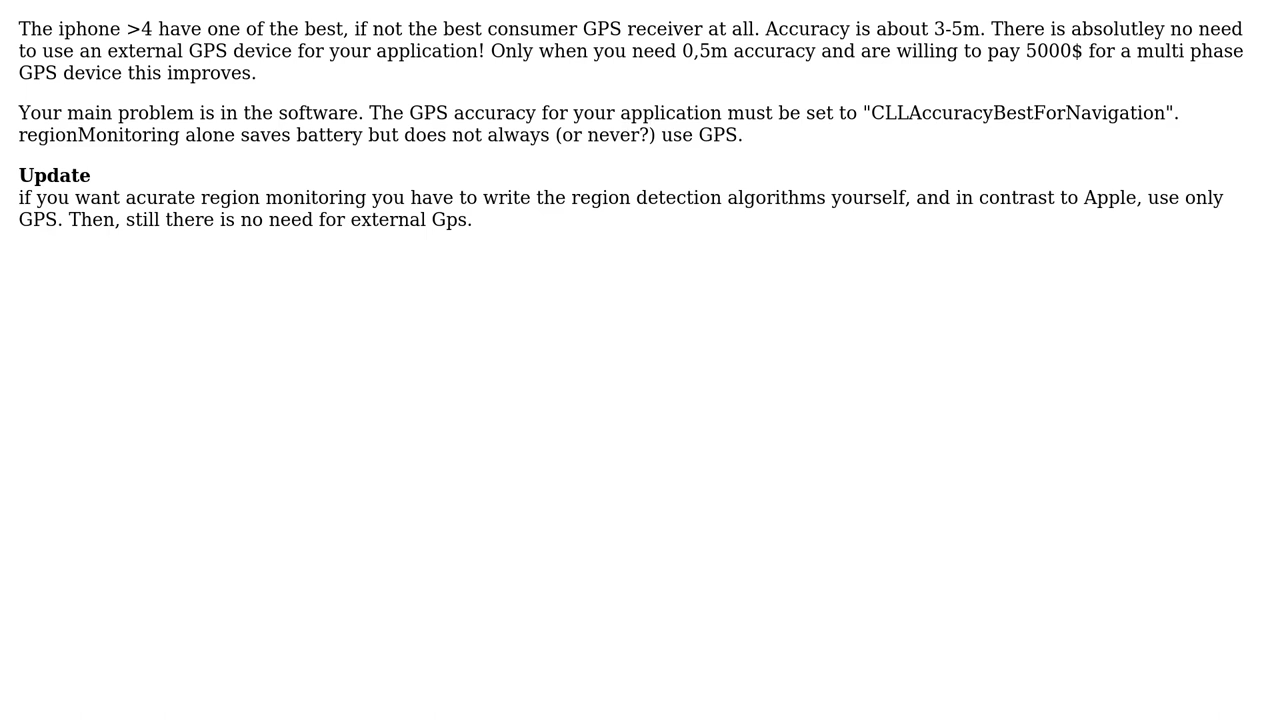 The iphone >4 have one of the best, if not the best consumer GPS receiver at all. Accuracy is about 3-5m. There is absolutley no need
to use an external GPS device for your application! Only when you need 0,5m accuracy and are willing to pay 5000$ for a multi phase
GPS device this improves.
Your main problem is in the software. The GPS accuracy for your application must be set to "CLLAccuracyBestForNavigation".
regionMonitoring alone saves battery but does not always (or never?) use GPS.
Update
if you want acurate region monitoring you have to write the region detection algorithms yourself, and in contrast to Apple, use only
GPS. Then, still there is no need for external Gps.